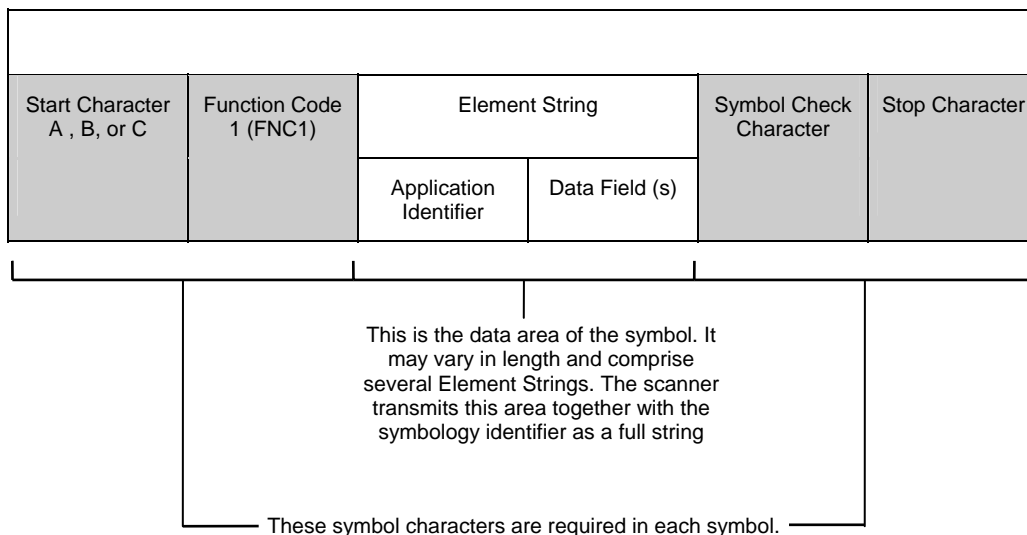 Start Character
A , B, or C
Function Code
1 (FNC1)
Element String
Symbol Check
Character
Stop Character
Application
Identifier
Data Field (s)
This is the data area of the symbol. It
may vary in length and comprise
several Element Strings. The scanner
transmits this area together with the
symbology identifier as a full string
These symbol characters are required in each symbol.